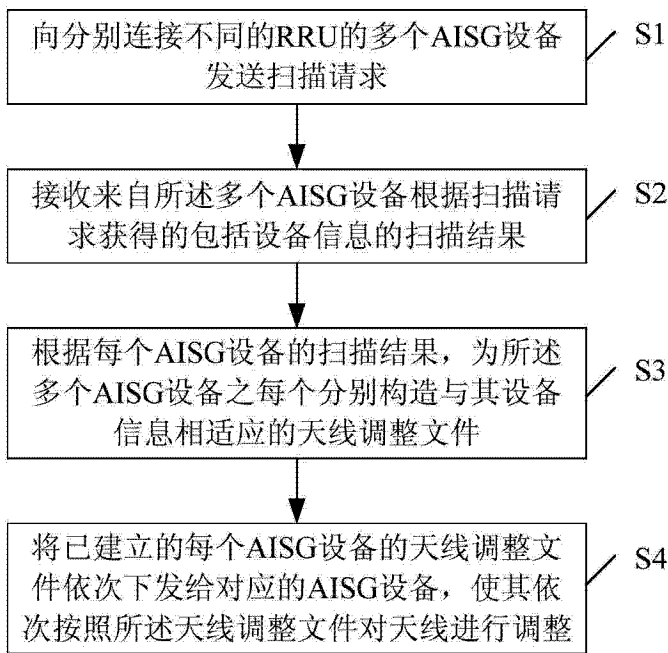 向分别连接不同的RRU的多个AISG设备
发送扫描请求
S1
接收来自所述多个AISG设备根据扫描请
求获得的包括设备信息的扫描结果
S2
根据每个AISG设备的扫描结果，为所述
多个AISG设备之每个分别构造与其设备
信息相适应的天线调整文件
S3
将已建立的每个AISG设备的天线调整文
件依次下发给对应的AISG设备，使其依
次按照所述天线调整文件对天线进行调整
S4